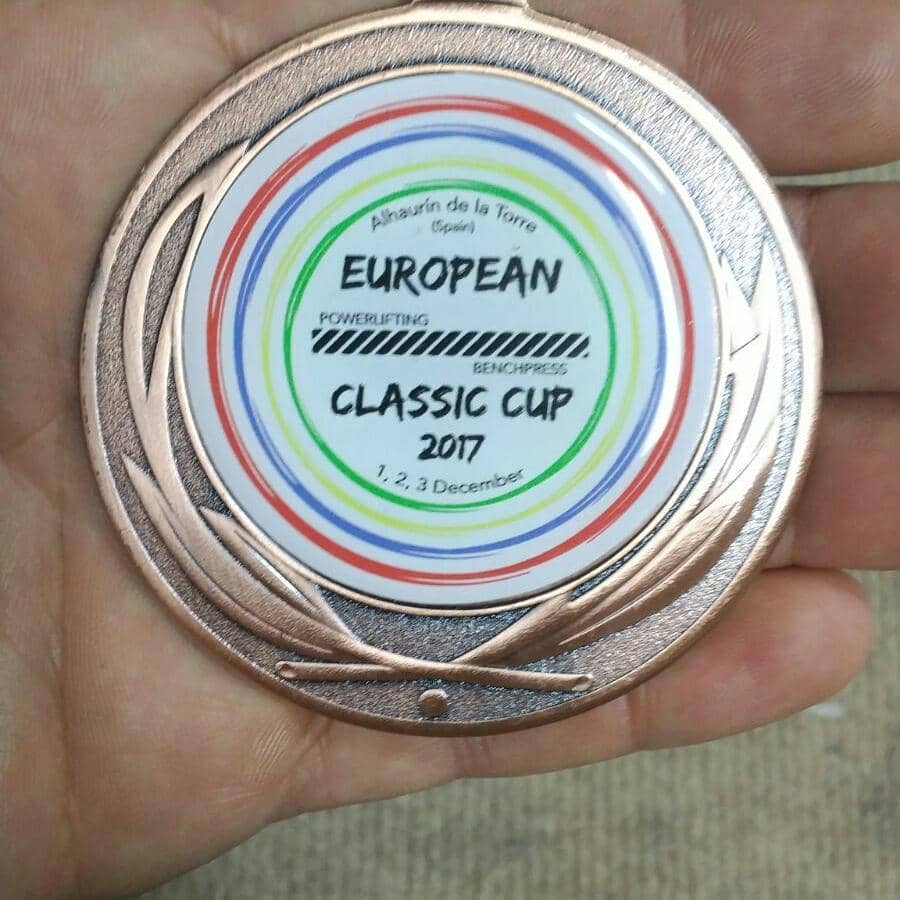 Alhaurín de la Torre
(Spain)
EUROPEAN
POWERLIFTING
BENCHPRESS
CLASSIC CUP
2017
1, 2, 3 December